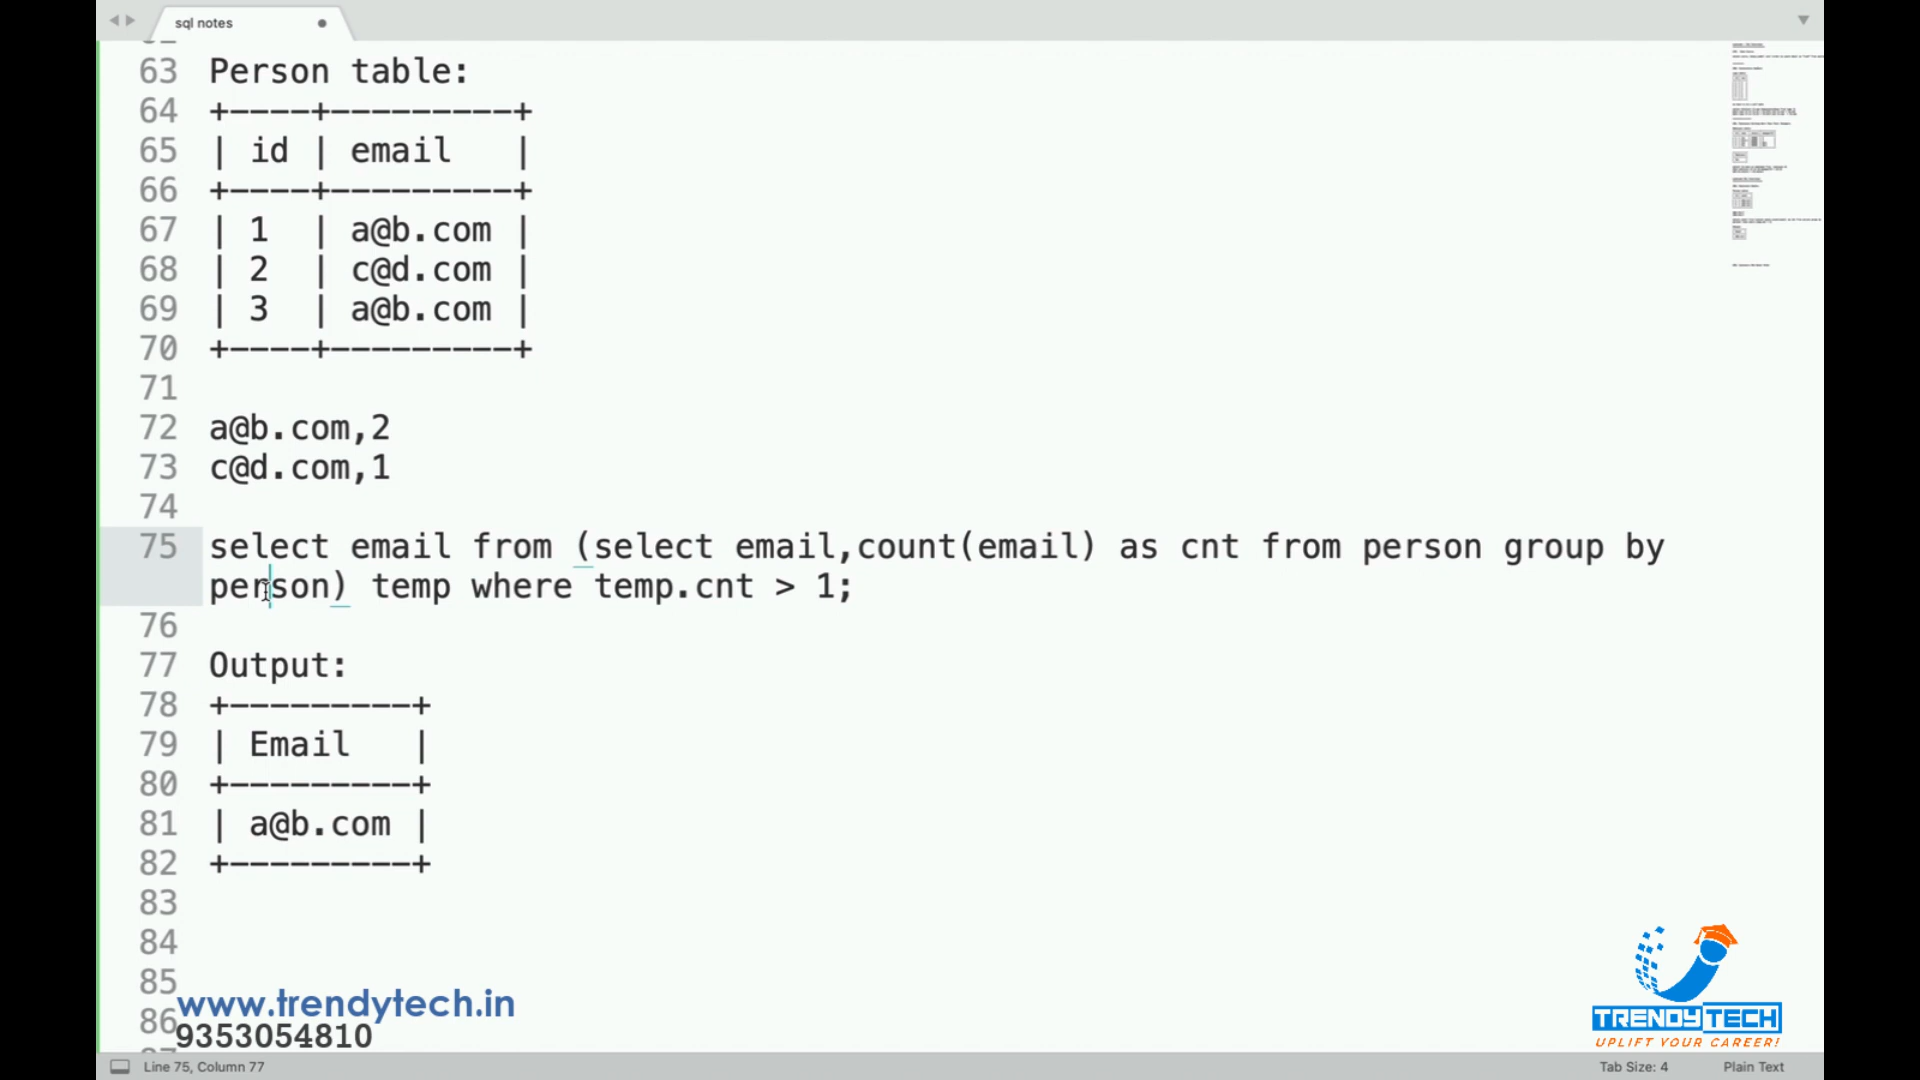 sql notes
63 Person table:
64 +----+---------+
65 | id | email   |
66 +----+---------+
67 | 1  | a@b.com |
68 | 2  | c@d.com |
69 | 3  | a@b.com |
70 +----+---------+
71
72 a@b.com,2
73 c@d.com,1
74
75 select email from (select email,count(email) as cnt from person group by
person) temp where temp.cnt > 1;
76
77 Output:
78 +---------+
79 | Email   |
80 +---------+
81 | a@b.com |
82 +---------+
83
84
85
www.trendytech.in
86
9353054810
TRENDYTECH
UPLIFT YOUR CAREER!
Line 75, Column 77
Tab Size: 4
Plain Text